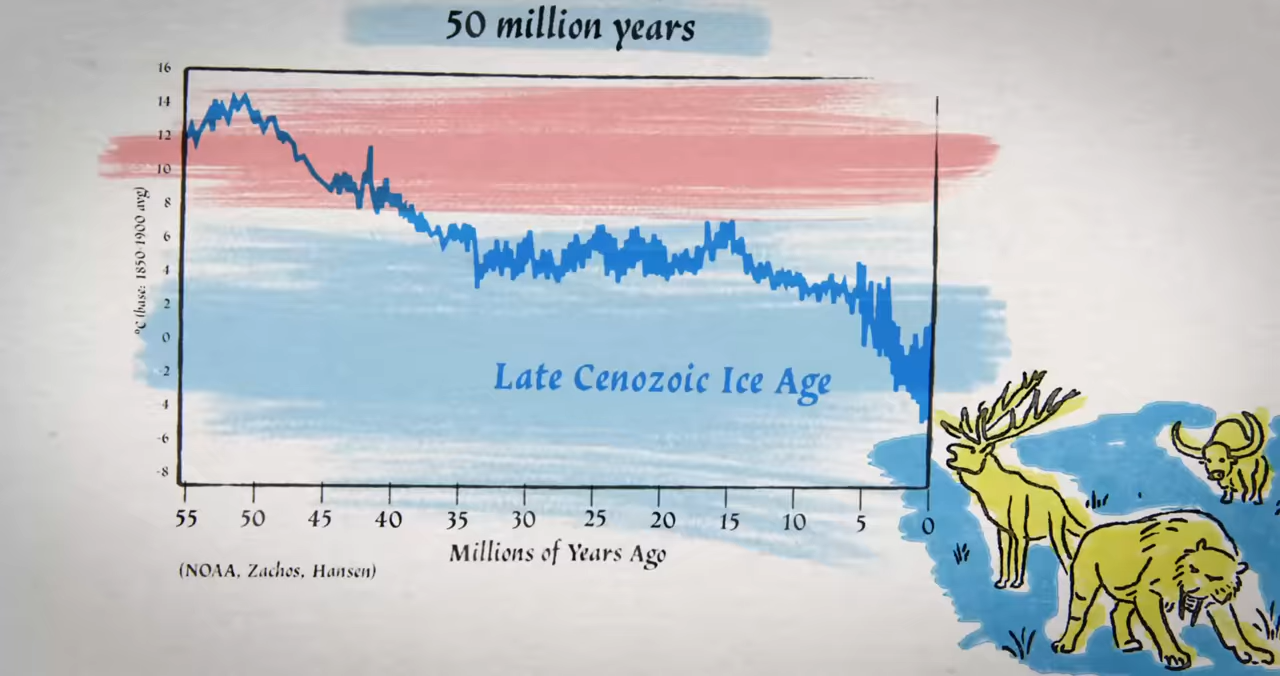 50 million years
16
14
12
10
8
6
4
2
0
-2
-4
-6
-8
°C (base: 1850-1900 avg)
Late Cenozoic Ice Age
55 50 45 40 35 30 25 20 15 10 5 0
Millions of Years Ago
(NOAA, Zachos, Hansen)